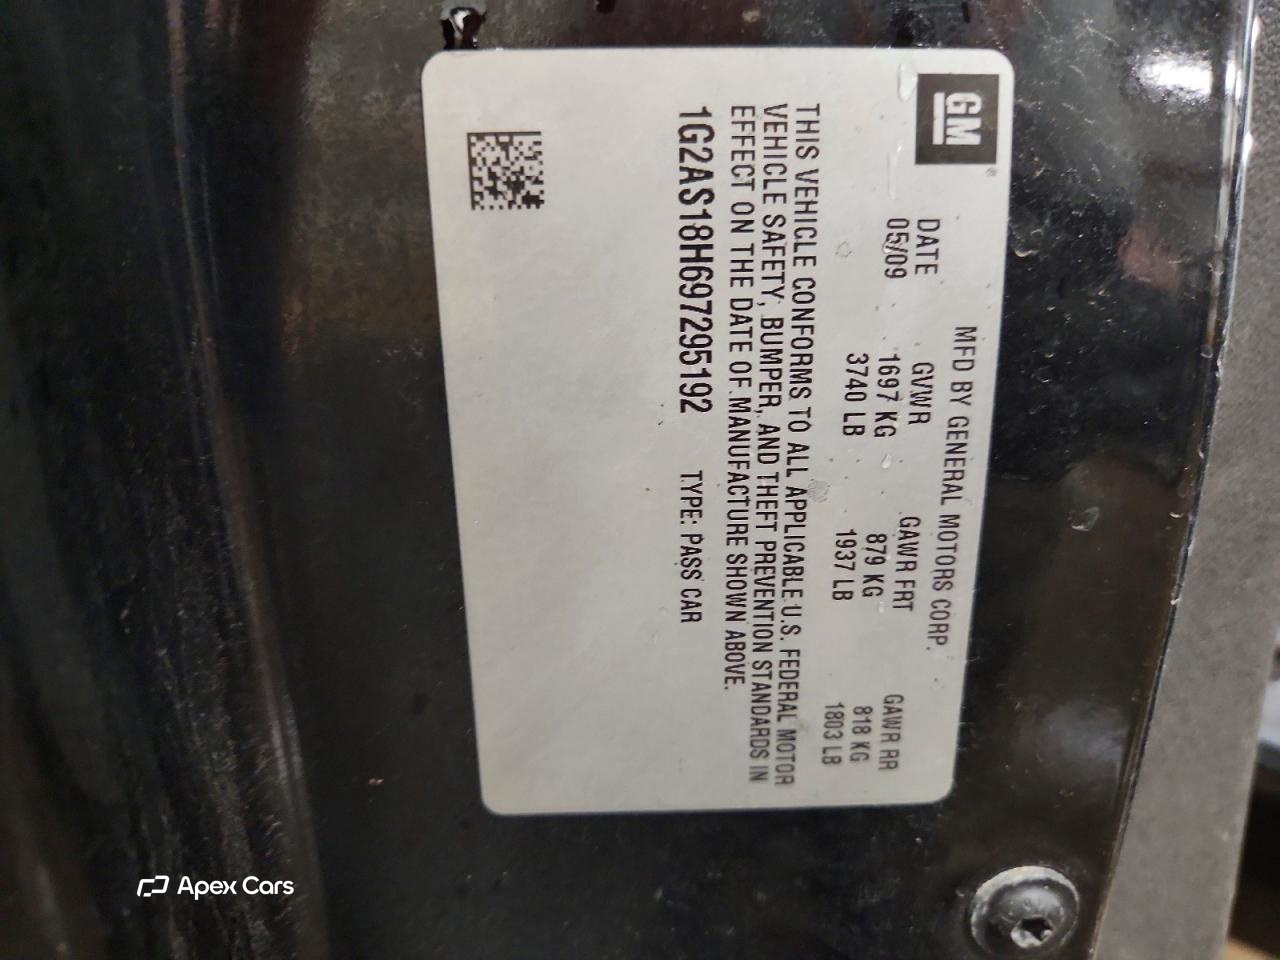 GM
MFD BY GENERAL MOTORS CORP.
DATE GVWR GAWR FRT GAWR RR
05/09 1697 KG 879 KG 818 KG
3740 LB 1937 LB 1803 LB
THIS VEHICLE CONFORMS TO ALL APPLICABLE U.S. FEDERAL MOTOR
VEHICLE SAFETY, BUMPER, AND THEFT PREVENTION STANDARDS IN
EFFECT ON THE DATE OF MANUFACTURE SHOWN ABOVE.
1G2AS18H697295192 TYPE: PASS CAR
Apex Cars